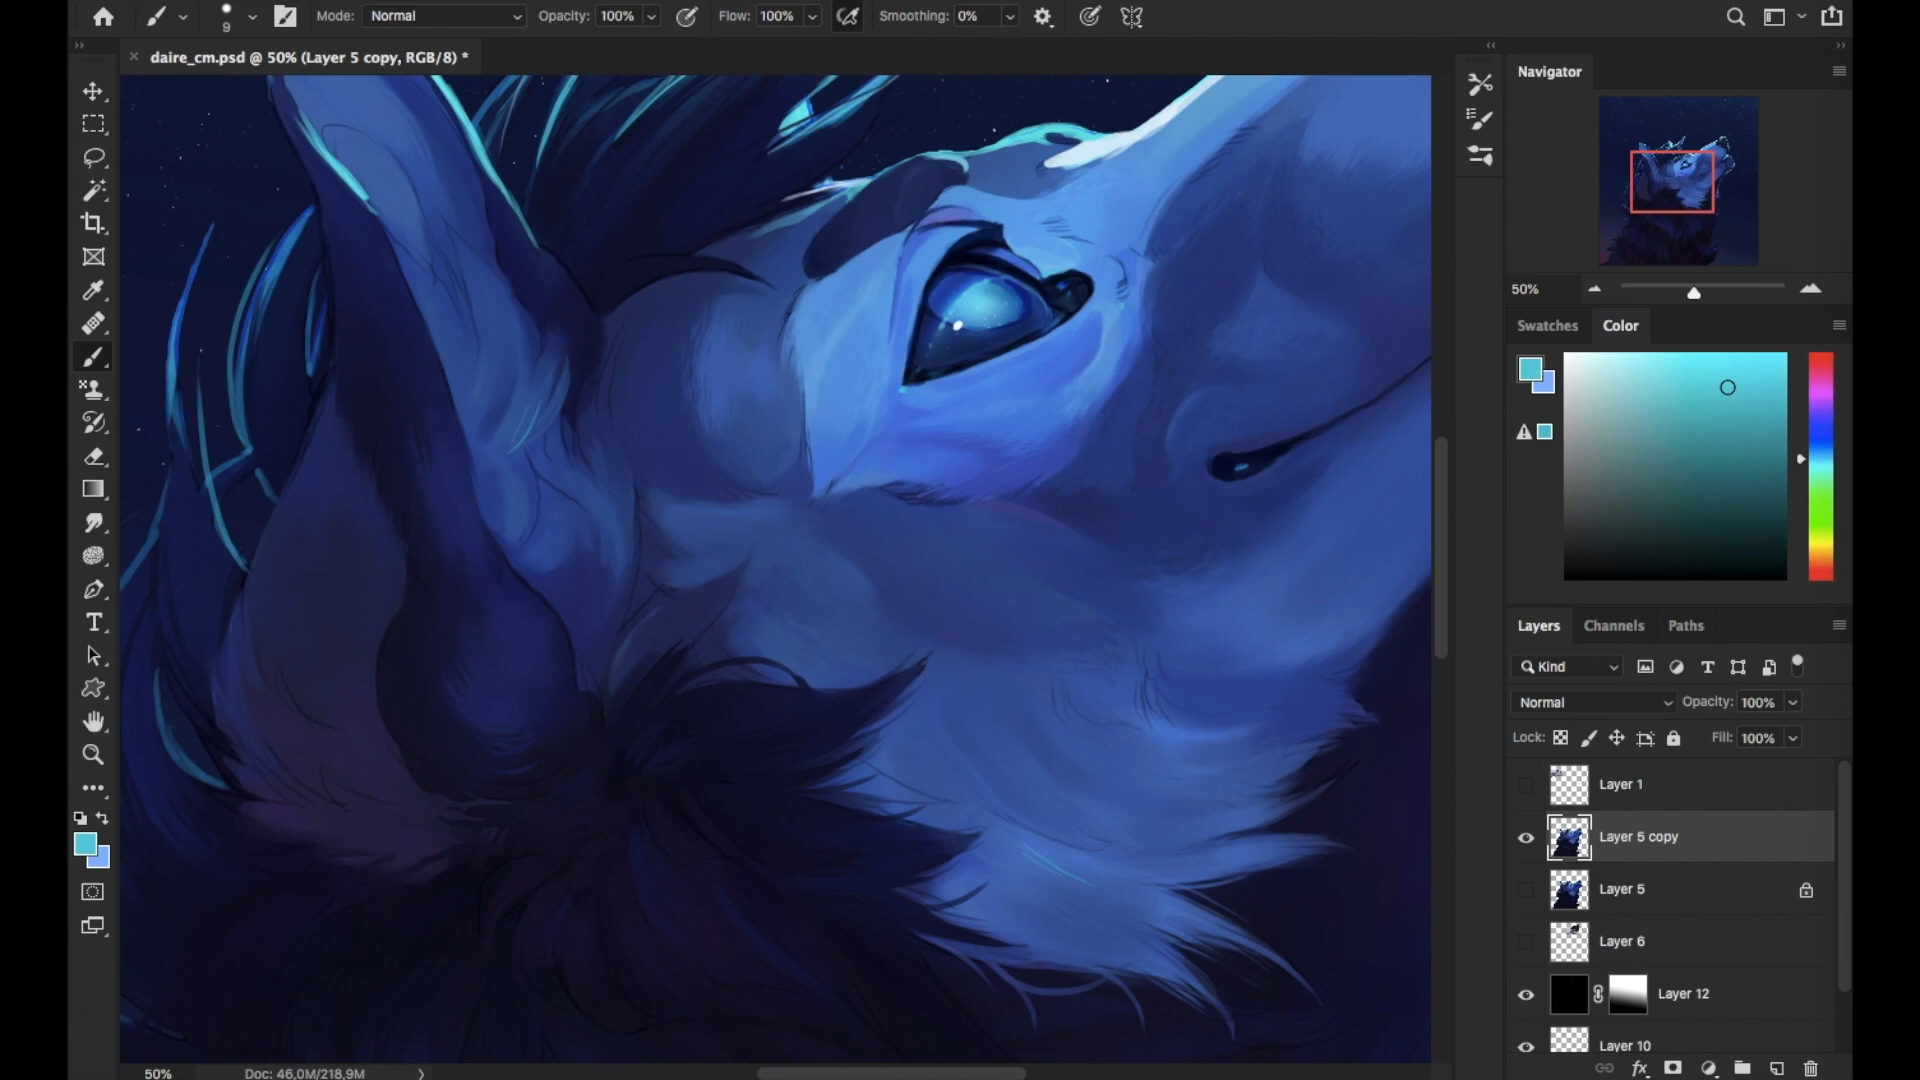 9
Mode: Normal
Opacity: 100%
Flow: 100%
Smoothing: 0%
daire_cm.psd @ 50% (Layer 5 copy, RGB/8) *
Navigator
50%
Swatches
Color
Layers
Channels
Paths
Kind
Normal
Opacity: 100%
Lock:
Fill: 100%
Layer 1
Layer 5 copy
Layer 5
Layer 6
Layer 12
Layer 10
fx
50%
Doc: 46,0M/218,9M